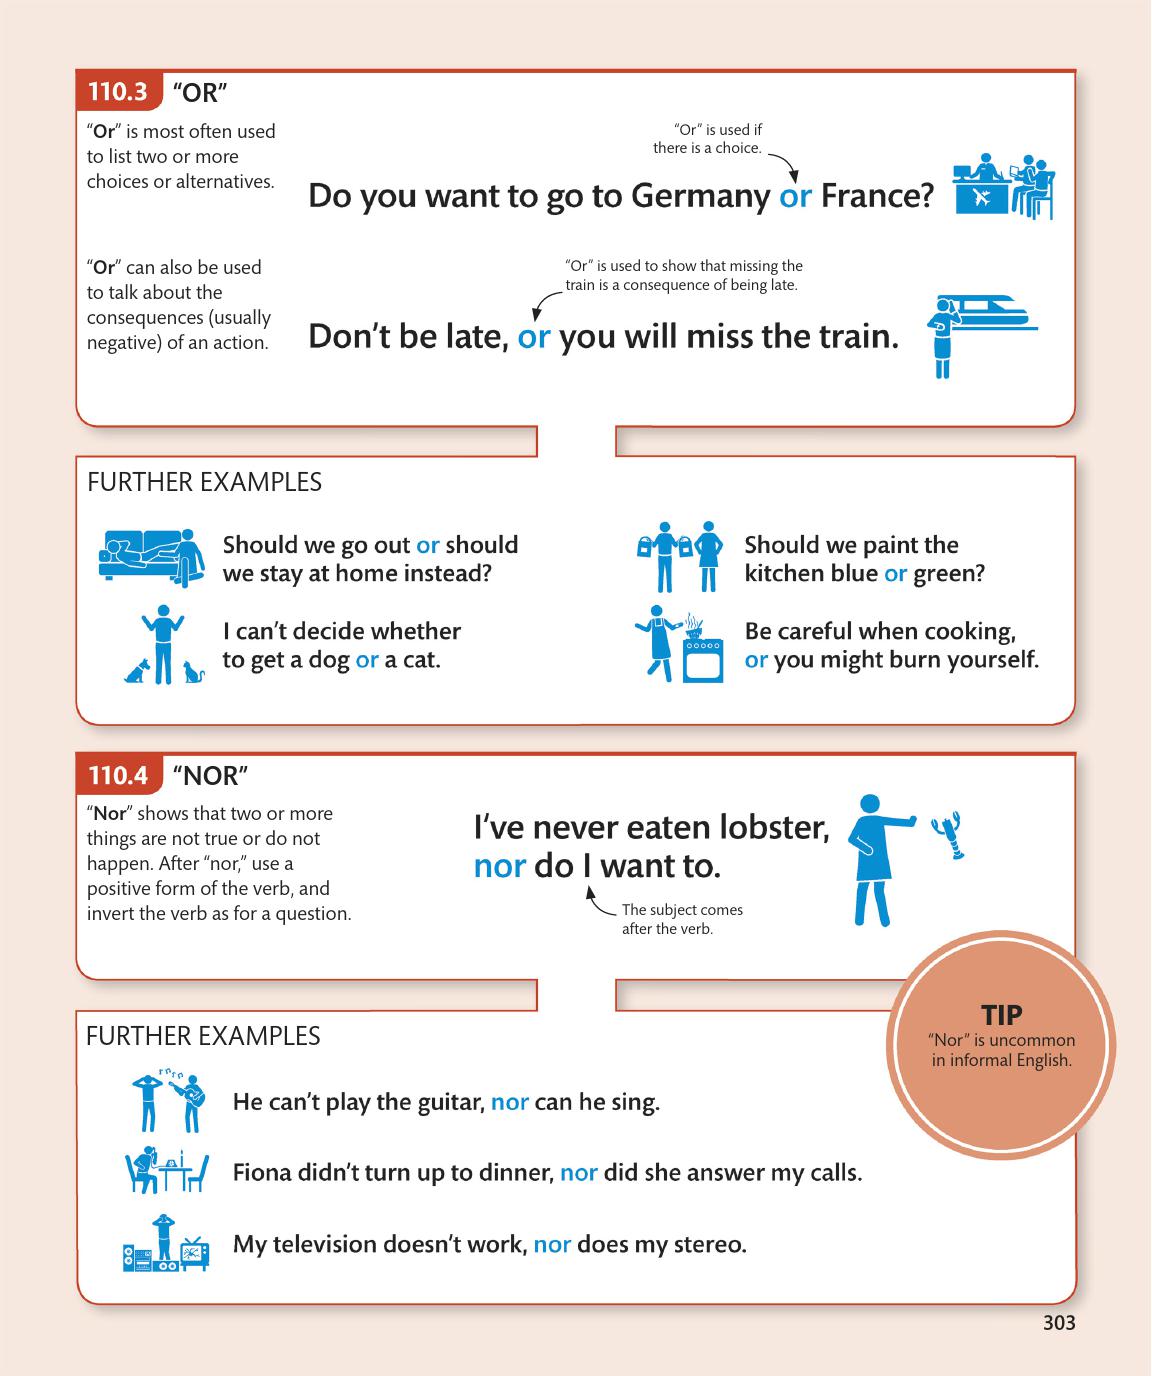 110.3 “OR”
“Or” is most often used
to list two or more
choices or alternatives.
“Or” is used if
there is a choice.
Do you want to go to Germany or France?
“Or” can also be used
to talk about the
consequences (usually
negative) of an action.
“Or” is used to show that missing the
train is a consequence of being late.
Don’t be late, or you will miss the train.
FURTHER EXAMPLES
Should we go out or should
we stay at home instead?
Should we paint the
kitchen blue or green?
I can’t decide whether
to get a dog or a cat.
Be careful when cooking,
or you might burn yourself.
110.4 “NOR”
“Nor” shows that two or more
things are not true or do not
happen. After “nor,” use a
positive form of the verb, and
invert the verb as for a question.
I’ve never eaten lobster,
nor do I want to.
The subject comes
after the verb.
TIP
“Nor” is uncommon
in informal English.
FURTHER EXAMPLES
He can’t play the guitar, nor can he sing.
Fiona didn’t turn up to dinner, nor did she answer my calls.
My television doesn’t work, nor does my stereo.
303